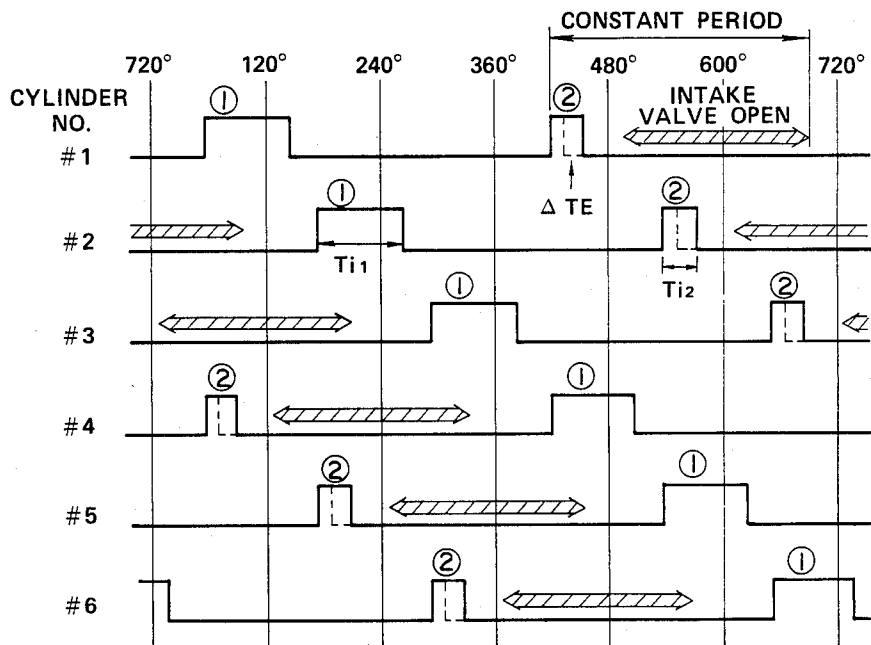 CONSTANT PERIOD
720° 120° 240° 360° 480° 600° 720°
CYLINDER
NO.
① ② INTAKE
VALVE OPEN
#1
Δ TE
① ②
#2
Ti1 Ti2
① ②
#3
② ①
#4
② ①
#5
② ①
#6